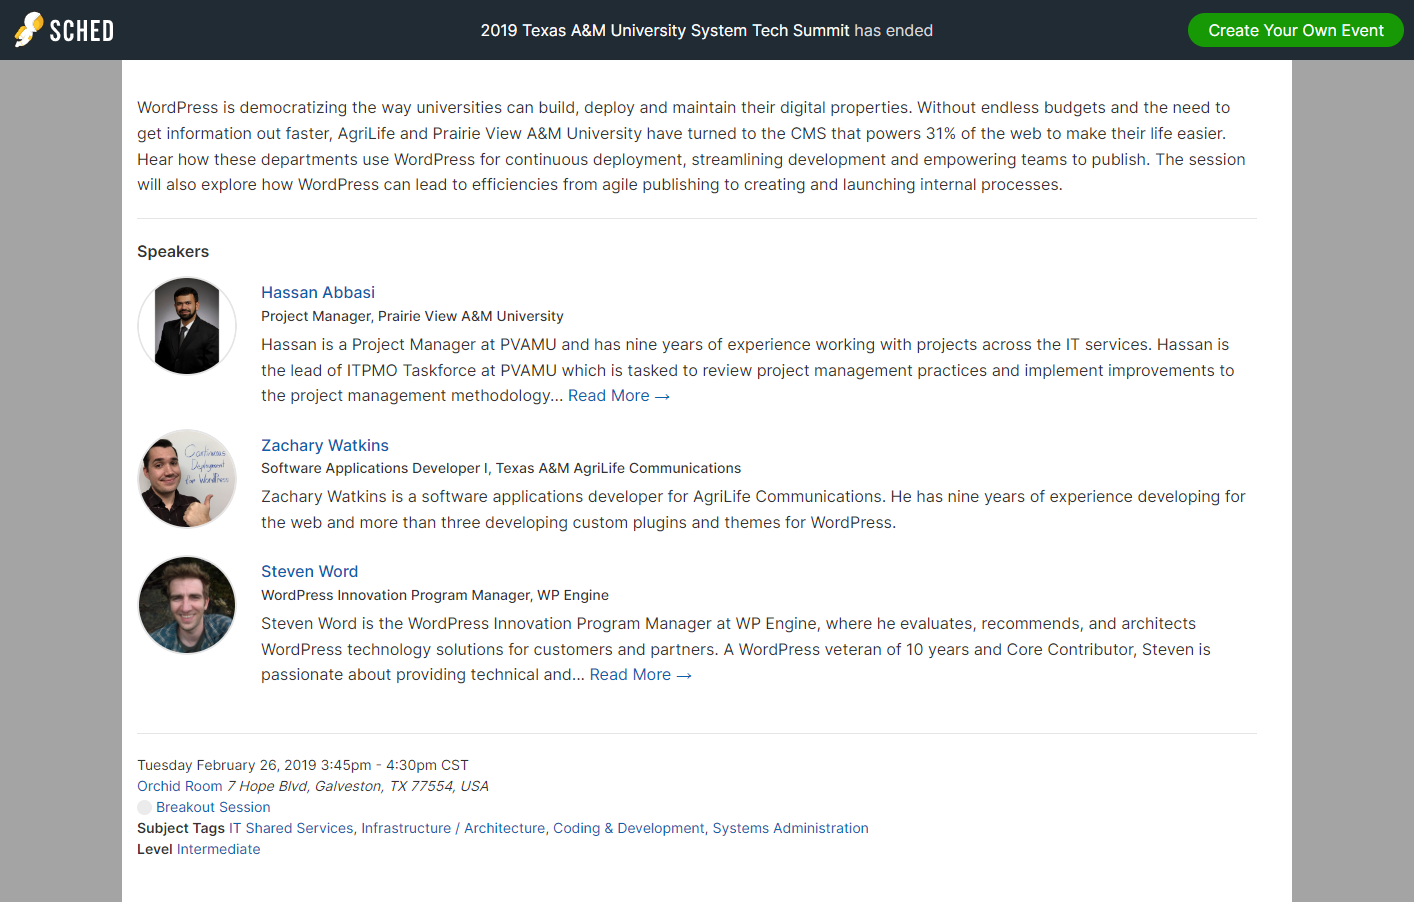 SCHED
2019 Texas A&M University System Tech Summit has ended
Create Your Own Event
WordPress is democratizing the way universities can build, deploy and maintain their digital properties. Without endless budgets and the need to
get information out faster, AgriLife and Prairie View A&M University have turned to the CMS that powers 31% of the web to make their life easier.
Hear how these departments use WordPress for continuous deployment, streamlining development and empowering teams to publish. The session
will also explore how WordPress can lead to efficiencies from agile publishing to creating and launching internal processes.
Speakers
Hassan Abbasi
Project Manager, Prairie View A&M University
Hassan is a Project Manager at PVAMU and has nine years of experience working with projects across the IT services. Hassan is
the lead of ITPMO Taskforce at PVAMU which is tasked to review project management practices and implement improvements to
the project management methodology... Read More →
Continuous
Deployment
for WordPress
Zachary Watkins
Software Applications Developer I, Texas A&M AgriLife Communications
Zachary Watkins is a software applications developer for AgriLife Communications. He has nine years of experience developing for
the web and more than three developing custom plugins and themes for WordPress.
Steven Word
WordPress Innovation Program Manager, WP Engine
Steven Word is the WordPress Innovation Program Manager at WP Engine, where he evaluates, recommends, and architects
WordPress technology solutions for customers and partners. A WordPress veteran of 10 years and Core Contributor, Steven is
passionate about providing technical and... Read More →
Tuesday February 26, 2019 3:45pm - 4:30pm CST
Orchid Room 7 Hope Blvd, Galveston, TX 77554, USA
Breakout Session
Subject Tags IT Shared Services, Infrastructure / Architecture, Coding & Development, Systems Administration
Level Intermediate